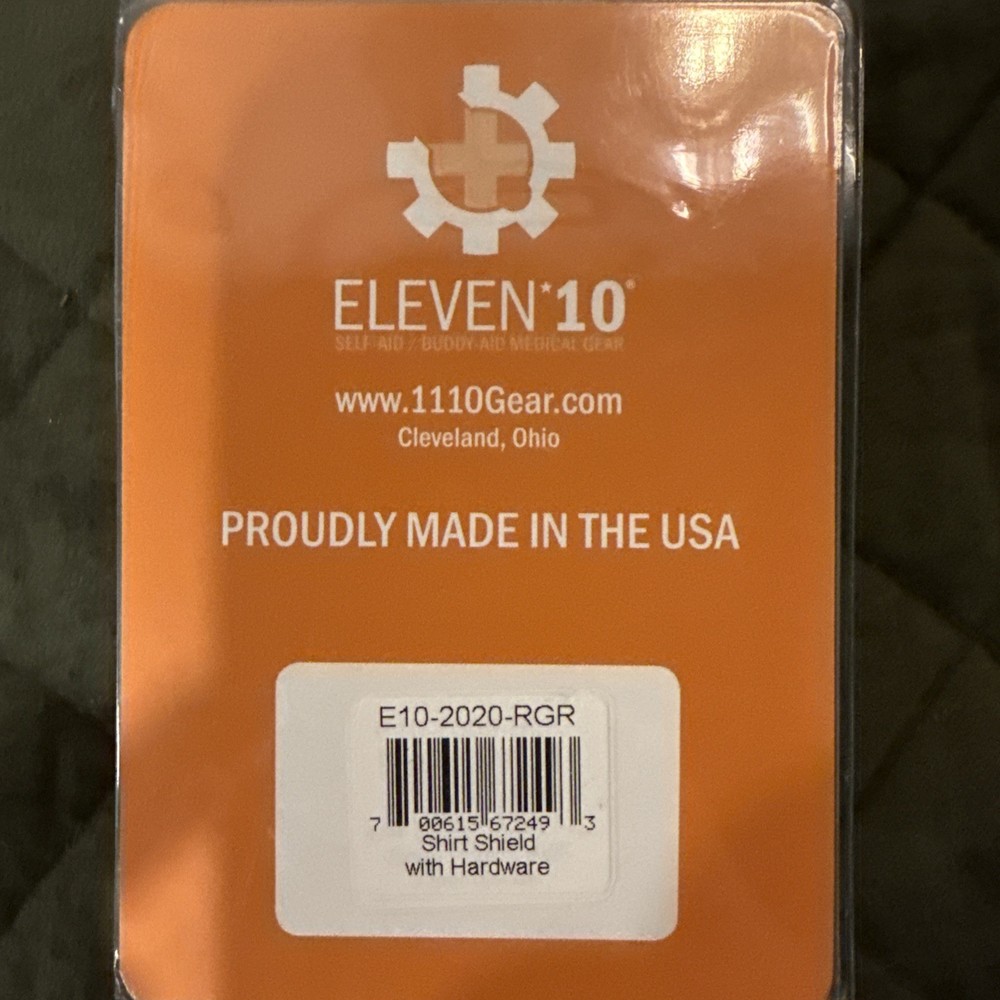 ELEVEN*10®
SELF-AID / BUDDY-AID MEDICAL GEAR
www.1110Gear.com
Cleveland, Ohio
PROUDLY MADE IN THE USA
E10-2020-RGR
7 00615 67249 3
Shirt Shield
with Hardware